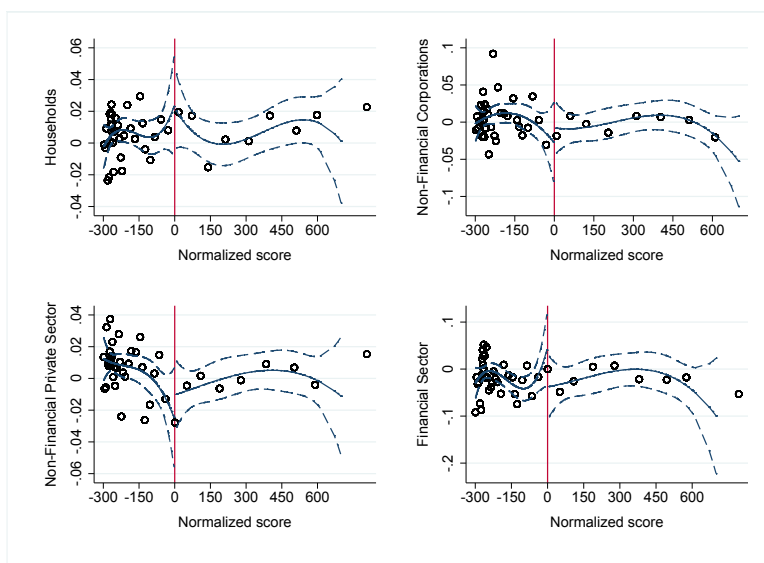 Households
-.04 -.02 0 .02 .04 .06
-300 -150 0 150 300 450 600
Normalized score
Non-Financial Corporations
-.1 -.05 0 .05 .1
-300 -150 0 150 300 450 600
Normalized score
Non-Financial Private Sector
-.06 -.04 -.02 0 .02 .04
-300 -150 0 150 300 450 600
Normalized score
Financial Sector
-.2 -.1 0 .1
-300 -150 0 150 300 450 600
Normalized score